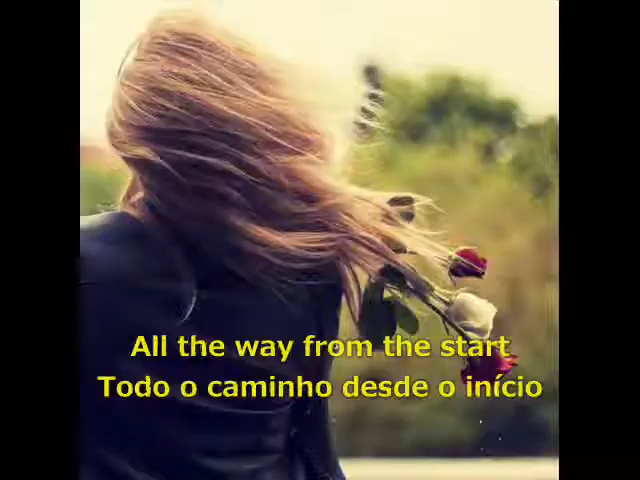 All the way from the start
Todo o caminho desde o início